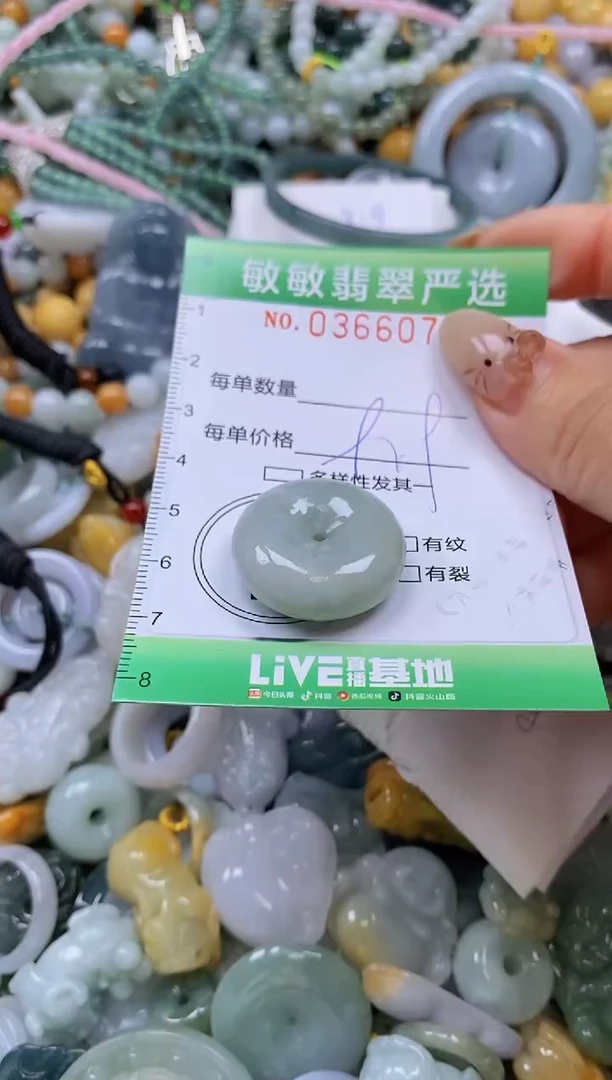 敏敏翡翠严选
NO. 036607
1
2
每单数量
3
每单价格
4
多样性发其一
5
有纹
6
有裂
7
LiVE直播基地
8
今日头条 抖音 西瓜视频 抖音火山版